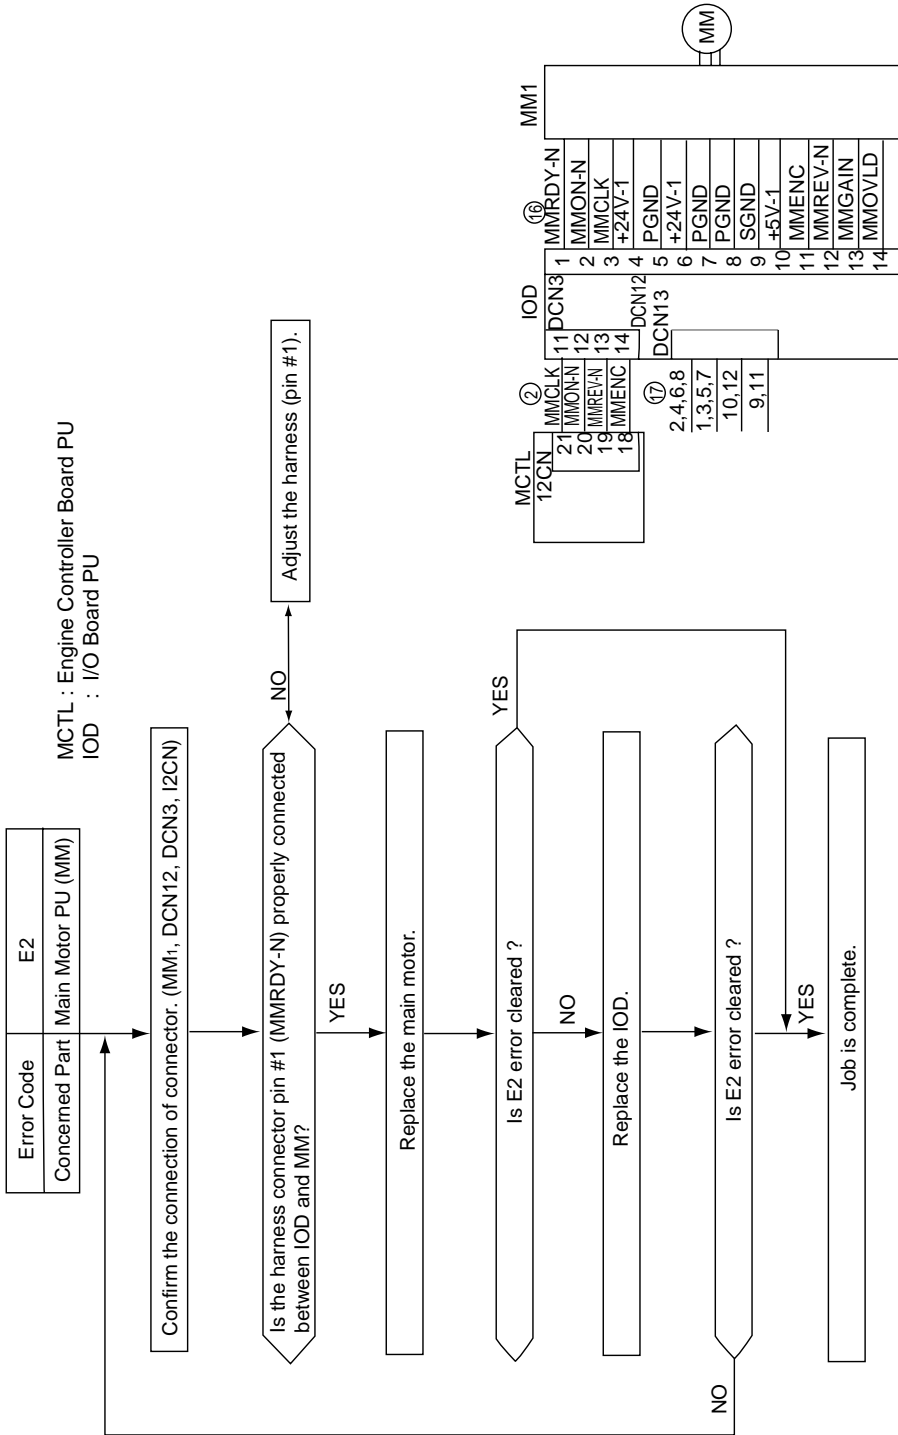 Error Code E2
Concerned Part Main Motor PU (MM)
MCTL : Engine Controller Board PU
IOD : I/O Board PU
Confirm the connection of connector. (MM1, DCN12, DCN3, I2CN)
Is the harness connector pin #1 (MMRDY-N) properly connected
between IOD and MM?
NO
Adjust the harness (pin #1).
YES
Replace the main motor.
Is E2 error cleared ?
YES
NO
Replace the IOD.
Is E2 error cleared ?
NO
YES
Job is complete.
MCTL
12CN
21
20
19
18
②
MMCLK
MMON-N
MMREV-N
MMENC
⑰
2,4,6,8
1,3,5,7
10,12
9,11
IOD
DCN3
11
12
13
14
DCN12
DCN13
1
2
3
4
5
6
7
8
9
10
11
12
13
14
⑯
MMRDY-N
MMON-N
MMCLK
+24V-1
PGND
+24V-1
PGND
PGND
SGND
+5V-1
MMENC
MMREV-N
MMGAIN
MMOVLD
MM1
MM